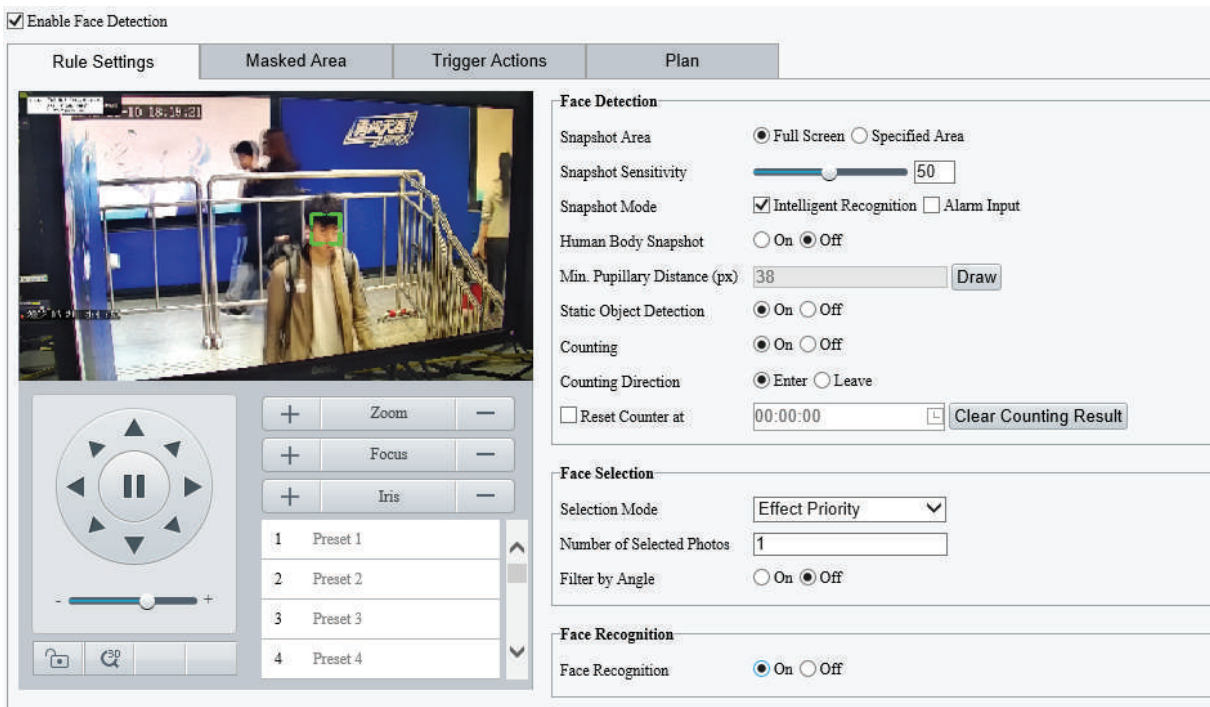 Enable Face Detection
Rule Settings
Masked Area
Trigger Actions
Plan
-10 18:19:21
Zoom
Focus
Iris
1 Preset 1
2 Preset 2
3 Preset 3
4 Preset 4
- +
3D
Face Detection
Snapshot Area Full Screen Specified Area
Snapshot Sensitivity 50
Snapshot Mode Intelligent Recognition Alarm Input
Human Body Snapshot On Off
Min. Pupillary Distance (px) 38 Draw
Static Object Detection On Off
Counting On Off
Counting Direction Enter Leave
Reset Counter at 00:00:00 Clear Counting Result
Face Selection
Selection Mode Effect Priority
Number of Selected Photos 1
Filter by Angle On Off
Face Recognition
Face Recognition On Off